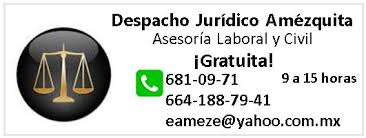 Despacho Jurídico Amézquita
Asesoría Laboral y Civil
¡Gratuita!
681-09-71 9 a 15 horas
664-188-79-41
eameze@yahoo.com.mx